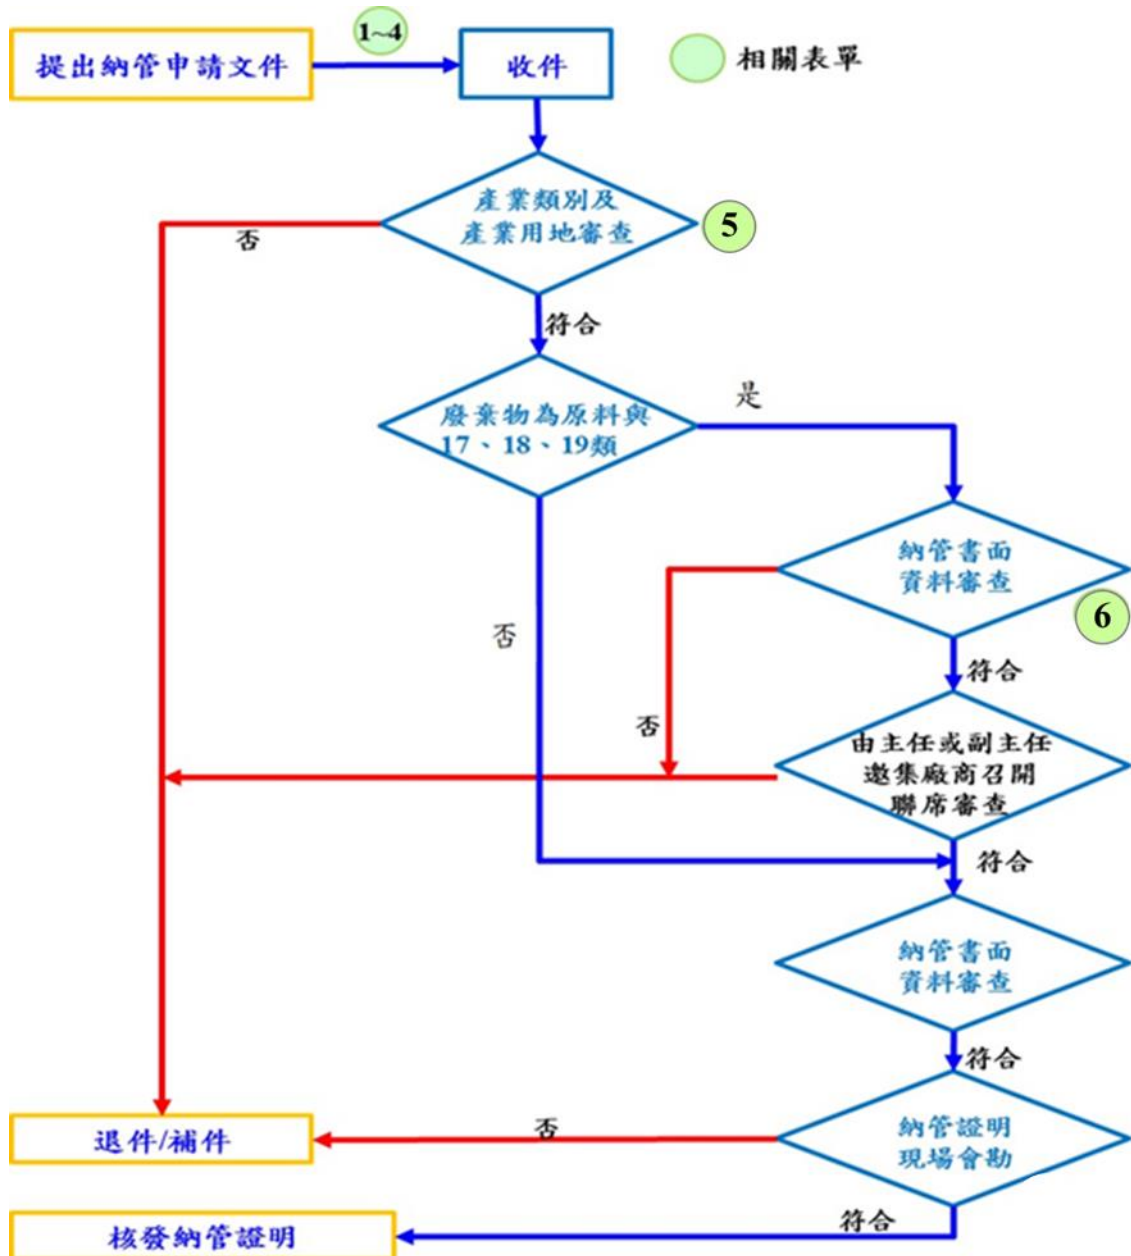 1~4
提出納管申請文件
收件
相關表單
產業類別及
產業用地審查
5
否
符合
廢棄物為原料與
17、18、19類
是
納管書面
資料審查
6
否
符合
否
由主任或副主任
邀集廠商召開
聯席審查
符合
納管書面
資料審查
符合
納管證明
現場會勘
否
退件/補件
符合
核發納管證明